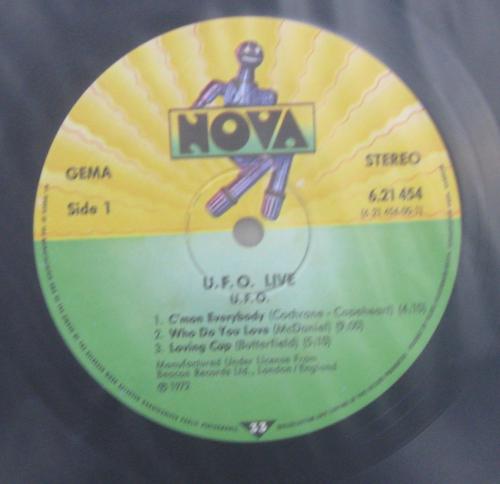 NOVA
GEMA
STEREO
Side 1
6.21 454
U.F.O. LIVE
U.F.O.
1. C'mon Everybody (Cochrane - Capeheart) (4:10)
2. Who Do You Love (McDaniel) (9:00)
3. Loving Cup (Butterfield) (5:10)
Manufactured Under License From
Beacon Records Ltd., London/England
℗ 1972
33